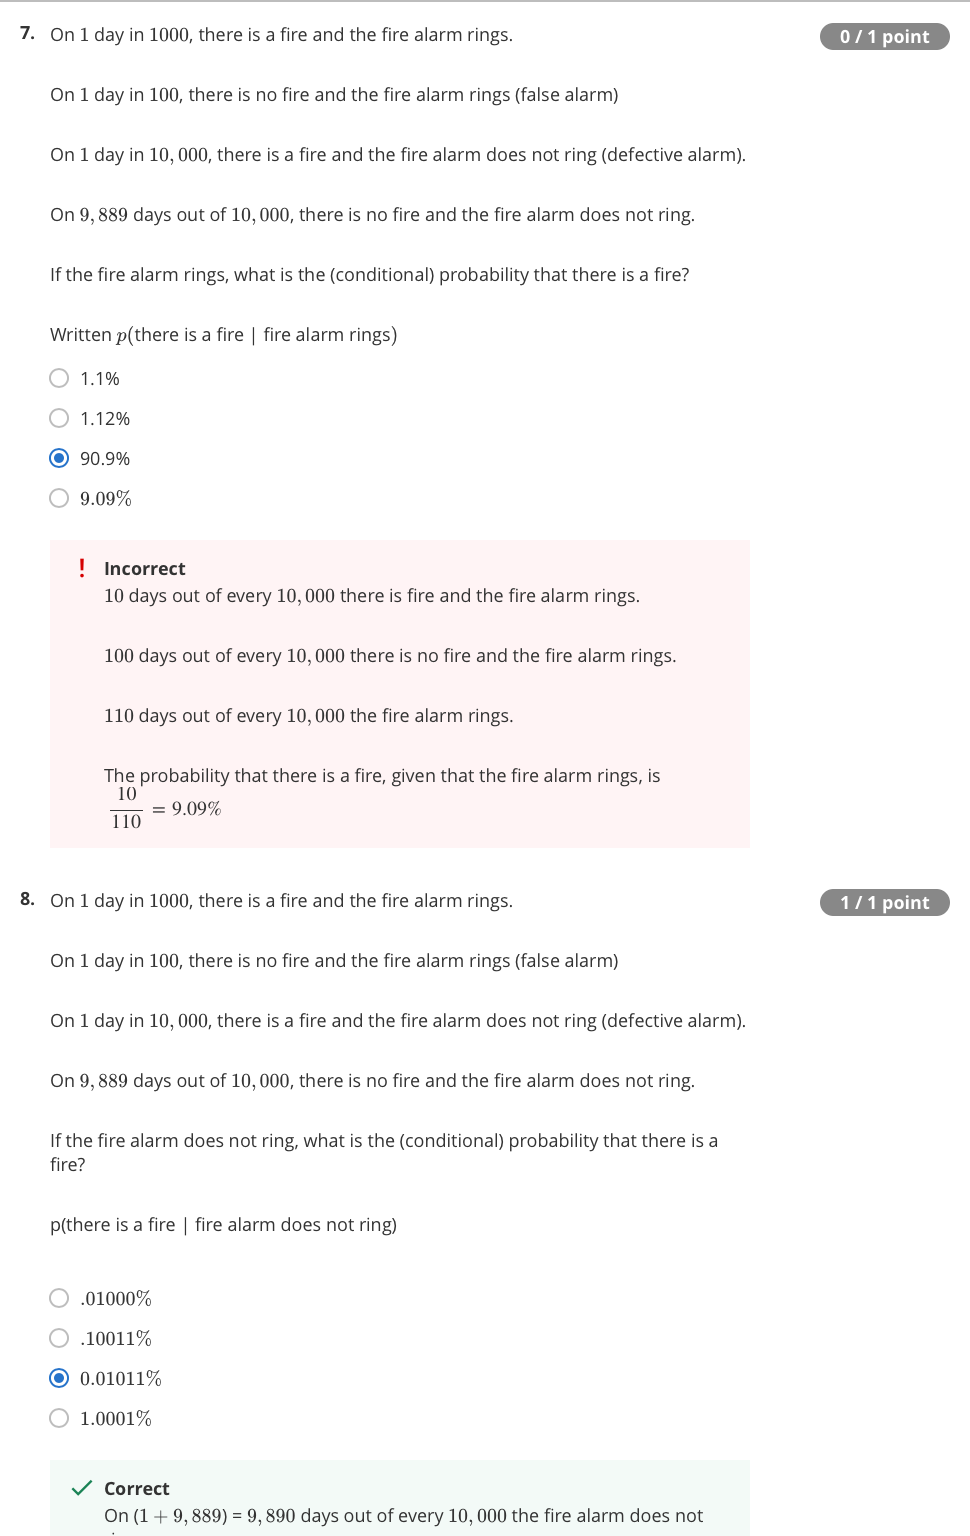 7. On 1 day in 1000, there is a fire and the fire alarm rings.
0 / 1 point
On 1 day in 100, there is no fire and the fire alarm rings (false alarm)
On 1 day in 10, 000, there is a fire and the fire alarm does not ring (defective alarm).
On 9, 889 days out of 10, 000, there is no fire and the fire alarm does not ring.
If the fire alarm rings, what is the (conditional) probability that there is a fire?
Written p(there is a fire | fire alarm rings)
1.1%
1.12%
90.9%
9.09%
! Incorrect
10 days out of every 10, 000 there is fire and the fire alarm rings.
100 days out of every 10, 000 there is no fire and the fire alarm rings.
110 days out of every 10, 000 the fire alarm rings.
The probability that there is a fire, given that the fire alarm rings, is
10
110
= 9.09%
8. On 1 day in 1000, there is a fire and the fire alarm rings.
1 / 1 point
On 1 day in 100, there is no fire and the fire alarm rings (false alarm)
On 1 day in 10, 000, there is a fire and the fire alarm does not ring (defective alarm).
On 9, 889 days out of 10, 000, there is no fire and the fire alarm does not ring.
If the fire alarm does not ring, what is the (conditional) probability that there is a
fire?
p(there is a fire | fire alarm does not ring)
.01000%
.10011%
0.01011%
1.0001%
Correct
On (1 + 9, 889) = 9, 890 days out of every 10, 000 the fire alarm does not